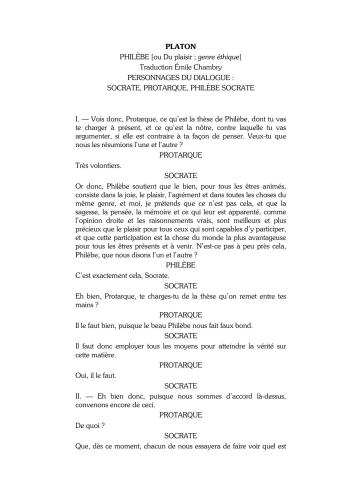 PLATON
PHILÈBE [ou Du plaisir ; genre éthique]
Traduction Émile Chambry
PERSONNAGES DU DIALOGUE :
SOCRATE, PROTARQUE, PHILÈBE SOCRATE
I. — Vois donc, Protarque, ce qu'est la thèse de Philèbe, dont tu vas
te charger à présent, et ce qu'est la nôtre, contre laquelle tu vas
argumenter, si elle est contraire à ta façon de penser. Veux-tu que
nous les résumions l'une et l'autre ?
PROTARQUE
Très volontiers.
SOCRATE
Or donc, Philèbe soutient que le bien, pour tous les êtres animés,
consiste dans la joie, le plaisir, l'agrément et dans toutes les choses du
même genre, et moi, je prétends que ce n'est pas cela, et que la
sagesse, la pensée, la mémoire et ce qui leur est apparenté, comme
l'opinion droite et les raisonnements vrais, sont meilleurs et plus
précieux que le plaisir pour tous ceux qui sont capables d'y participer,
et que cette participation est la chose du monde la plus avantageuse
pour tous les êtres présents et à venir. N'est-ce pas à peu près cela,
Philèbe, que nous disons l'un et l'autre ?
PHILÈBE
C'est exactement cela, Socrate.
SOCRATE
Eh bien, Protarque, te charges-tu de la thèse qu'on remet entre tes
mains ?
PROTARQUE
Il le faut bien, puisque le beau Philèbe nous fait faux bond.
SOCRATE
Il faut donc employer tous les moyens pour atteindre la vérité sur
cette matière.
PROTARQUE
Oui, il le faut.
SOCRATE
II. — Eh bien donc, puisque nous sommes d'accord là-dessus,
convenons encore de ceci.
PROTARQUE
De quoi ?
SOCRATE
Que, dès ce moment, chacun de nous essayera de faire voir quel est